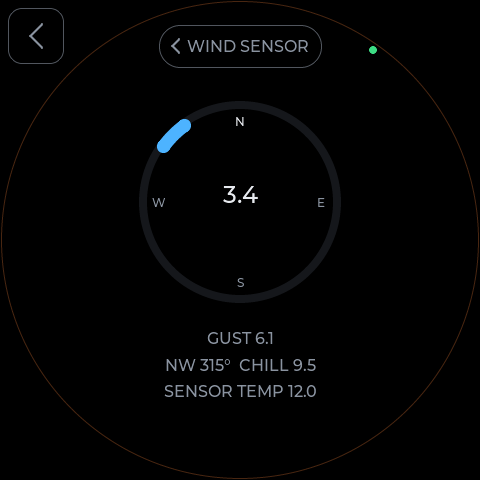 WIND SENSOR
N
W
3.4
E
S
GUST 6.1
NW 315° CHILL 9.5
SENSOR TEMP 12.0